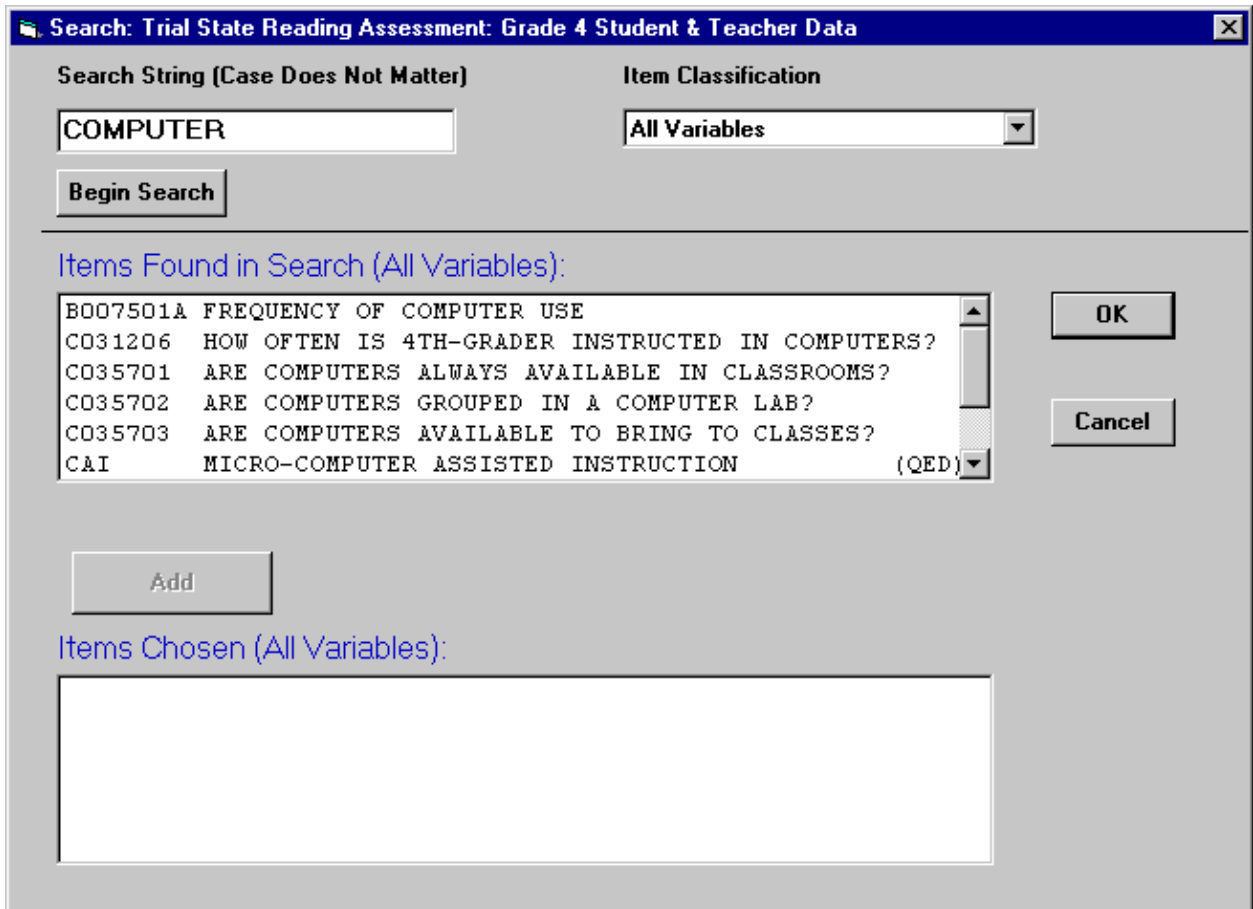 Search: Trial State Reading Assessment: Grade 4 Student & Teacher Data
Search String (Case Does Not Matter)
Item Classification
COMPUTER
All Variables
Begin Search
Items Found in Search (All Variables):
B007501A FREQUENCY OF COMPUTER USE
C031206 HOW OFTEN IS 4TH-GRADER INSTRUCTED IN COMPUTERS?
C035701 ARE COMPUTERS ALWAYS AVAILABLE IN CLASSROOMS?
C035702 ARE COMPUTERS GROUPED IN A COMPUTER LAB?
C035703 ARE COMPUTERS AVAILABLE TO BRING TO CLASSES?
CAI MICRO-COMPUTER ASSISTED INSTRUCTION (QED)
OK
Cancel
Add
Items Chosen (All Variables):